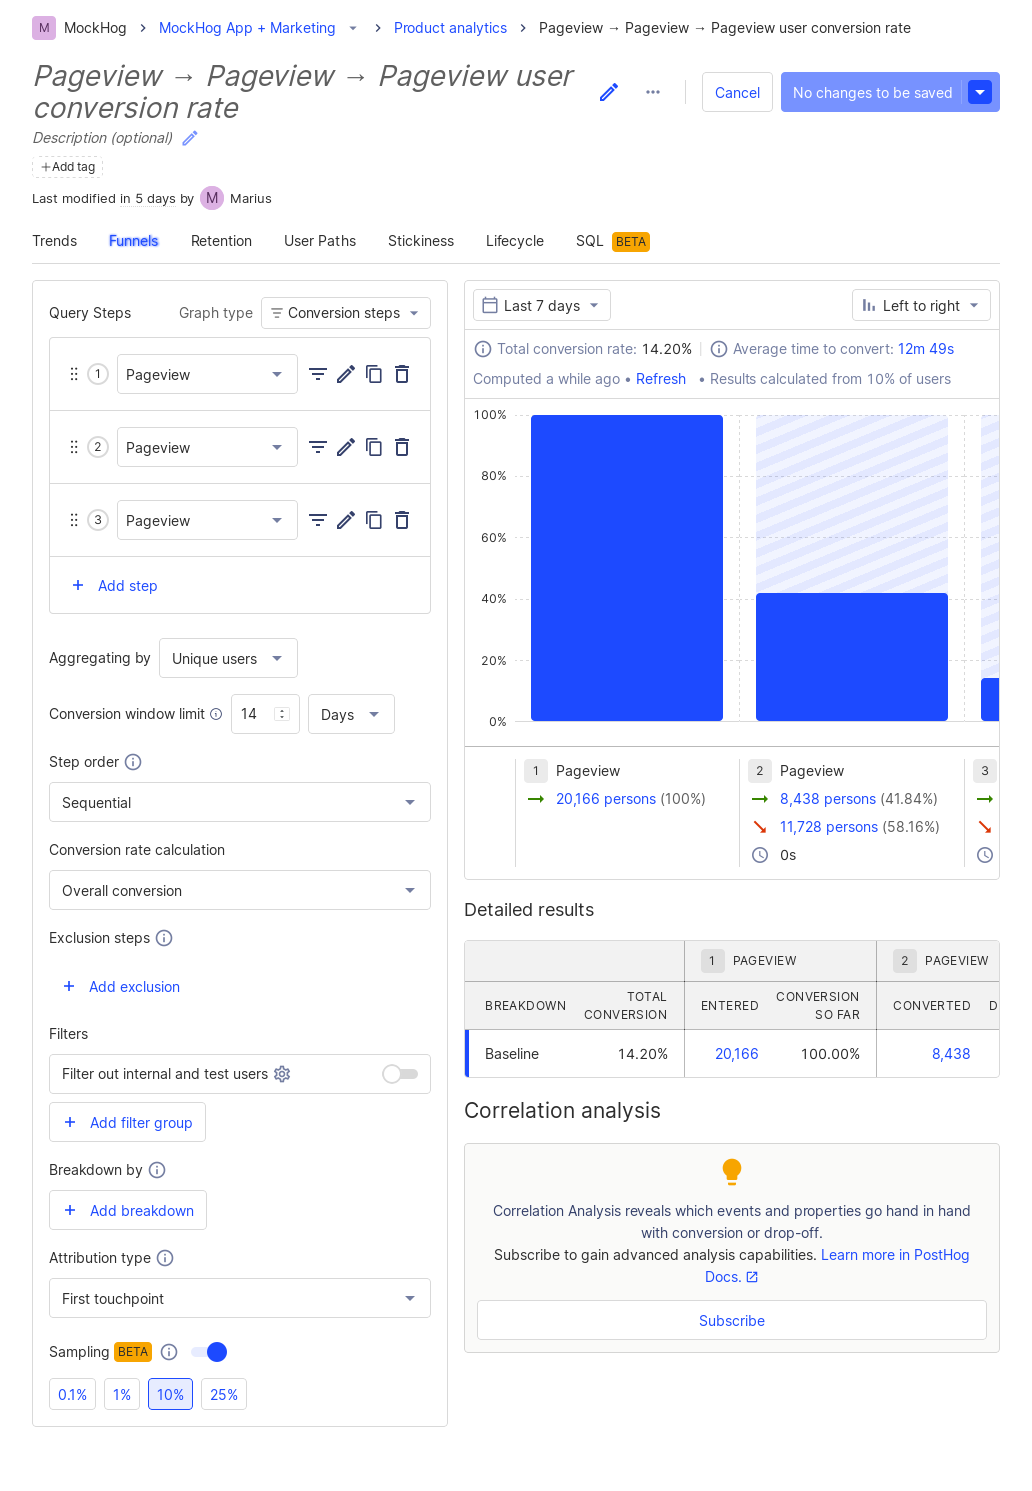 M MockHog > MockHog App + Marketing > Product analytics > Pageview → Pageview → Pageview user conversion rate
Pageview → Pageview → Pageview user
conversion rate
Cancel
No changes to be saved
Description (optional)
+Add tag
Last modified in 5 days by M Marius
Trends Funnels Retention User Paths Stickiness Lifecycle SQL BETA
Query Steps
Graph type
Conversion steps
1 Pageview
2 Pageview
3 Pageview
+ Add step
Aggregating by Unique users
Conversion window limit 14 Days
Step order
Sequential
Conversion rate calculation
Overall conversion
Exclusion steps
+ Add exclusion
Filters
Filter out internal and test users
+ Add filter group
Breakdown by
+ Add breakdown
Attribution type
First touchpoint
Sampling BETA
0.1% 1% 10% 25%
Last 7 days
Left to right
Total conversion rate: 14.20% Average time to convert: 12m 49s
Computed a while ago • Refresh • Results calculated from 10% of users
100%
80%
60%
40%
20%
0%
1 Pageview
20,166 persons (100%)
2 Pageview
8,438 persons (41.84%)
11,728 persons (58.16%)
0s
3
Detailed results
1 PAGEVIEW 2 PAGEVIEW
BREAKDOWN
TOTAL
CONVERSION
ENTERED
CONVERSION
SO FAR
CONVERTED
D
Baseline 14.20% 20,166 100.00% 8,438
Correlation analysis
Correlation Analysis reveals which events and properties go hand in hand
with conversion or drop-off.
Subscribe to gain advanced analysis capabilities. Learn more in PostHog
Docs.
Subscribe